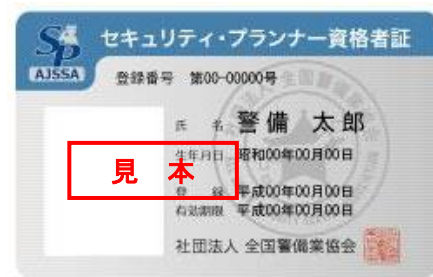 Sp
AJSSA
セキュリティ・プランナー資格者証
登録番号 第00-00000号
氏 名 警備 太郎
生年月日 昭和00年00月00日
見 本
登 録 平成00年00月00日
有効期限 平成00年00月00日
社団法人 全国警備業協会